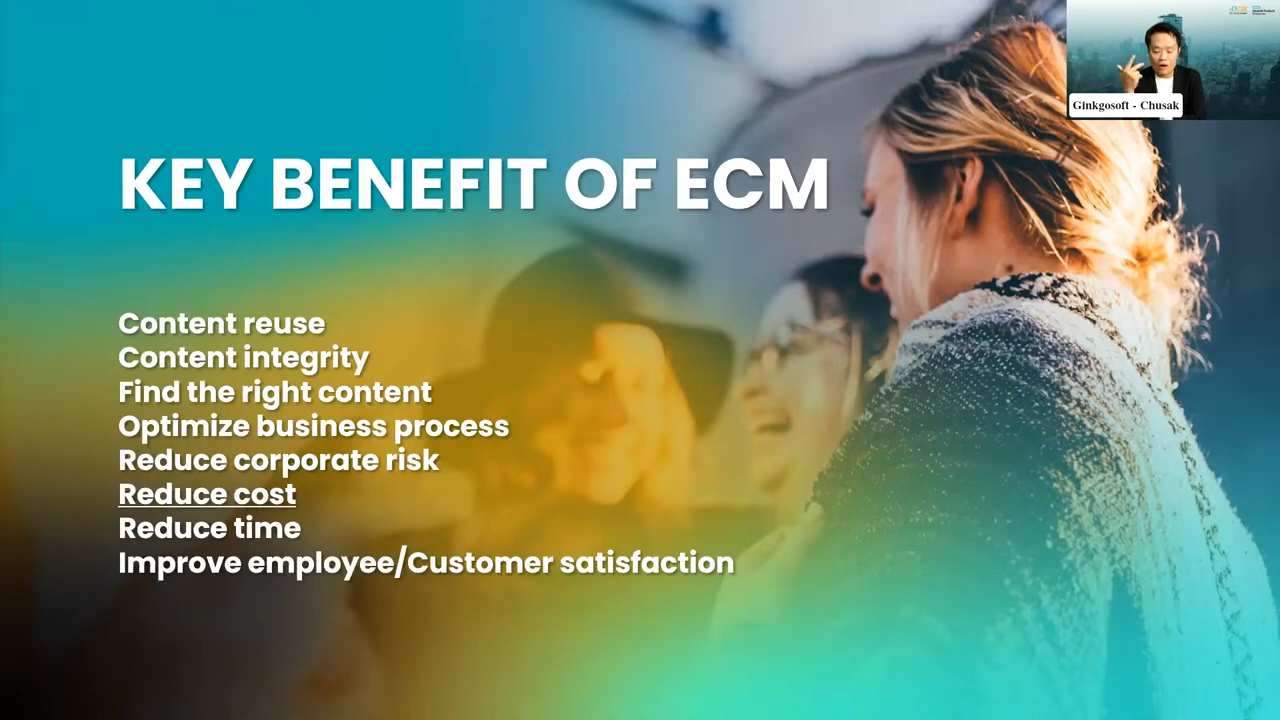 KEY BENEFIT OF ECM
Content reuse
Content integrity
Find the right content
Optimize business process
Reduce corporate risk
Reduce cost
Reduce time
Improve employee/Customer satisfaction
Ginkgosoft - Chusak